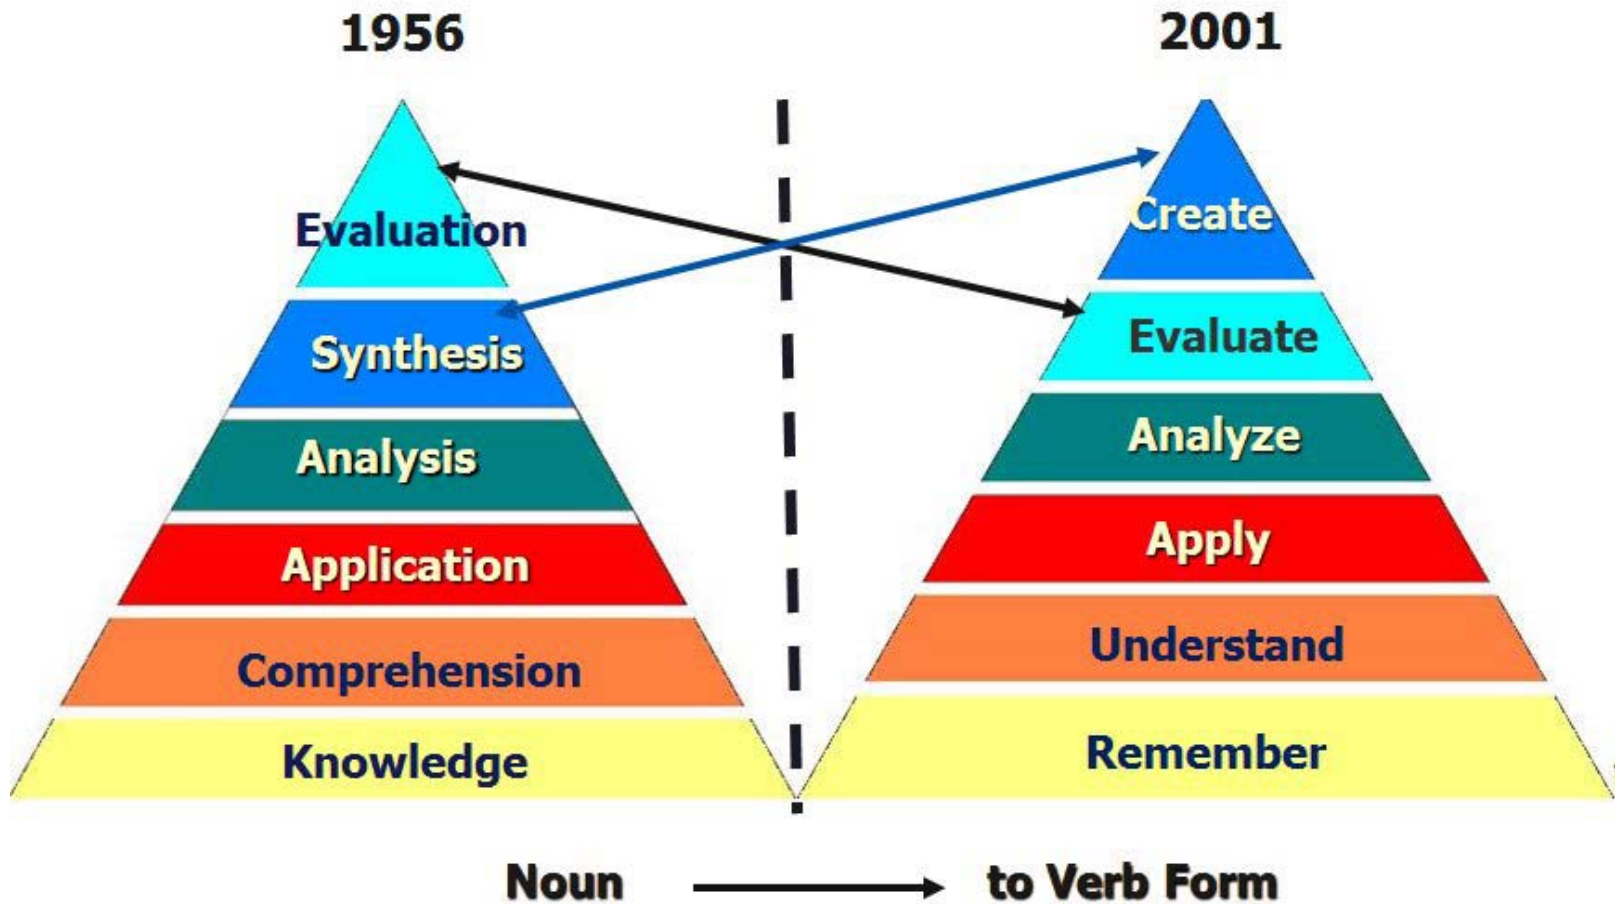 1956
Evaluation
Synthesis
Analysis
Application
Comprehension
Knowledge
2001
Create
Evaluate
Analyze
Apply
Understand
Remember
Noun to Verb Form